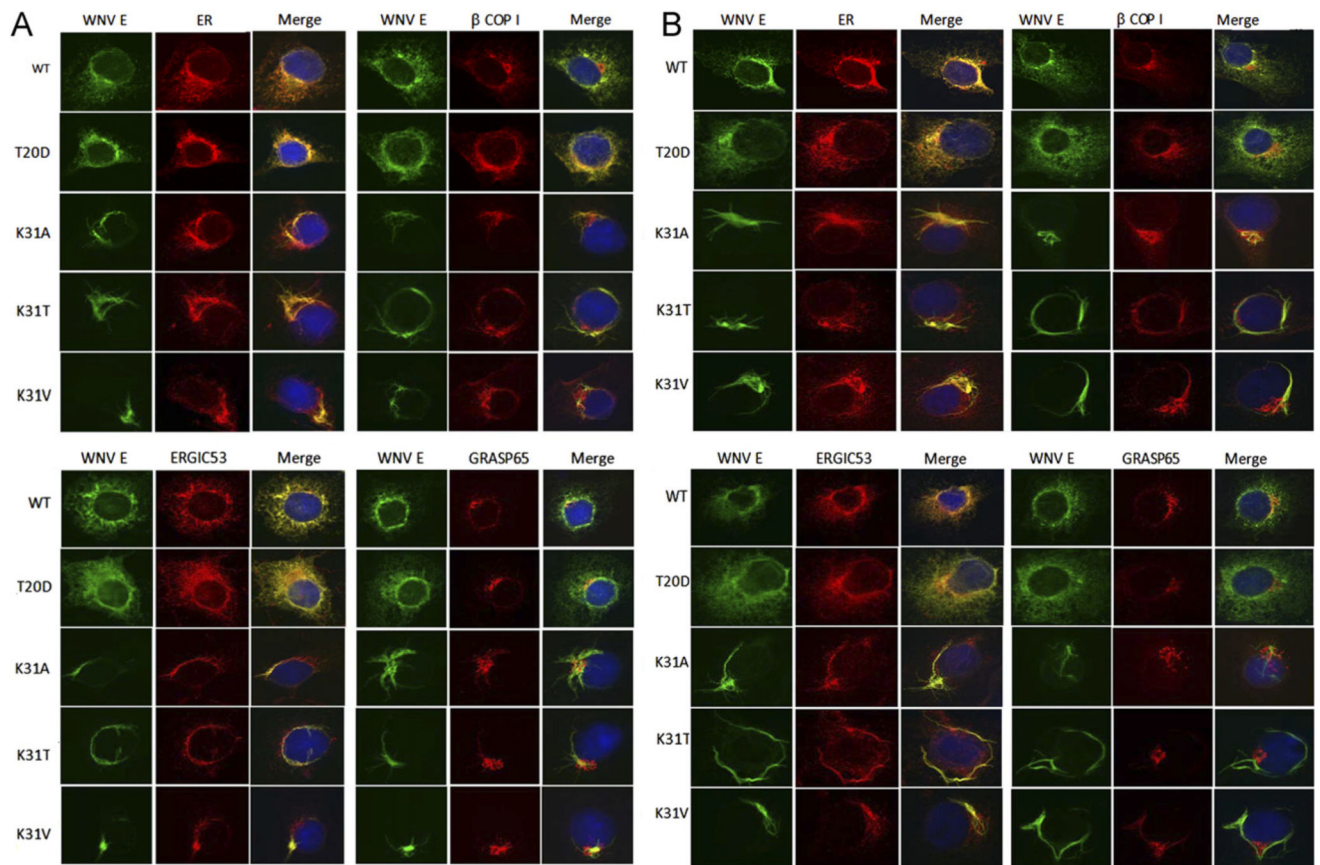 A
WNV E ER Merge WNV E β COP I Merge
WT
T20D
K31A
K31T
K31V
WNV E ERGIC53 Merge WNV E GRASP65 Merge
WT
T20D
K31A
K31T
K31V
B
WNV E ER Merge WNV E β COP I Merge
WT
T20D
K31A
K31T
K31V
WNV E ERGIC53 Merge WNV E GRASP65 Merge
WT
T20D
K31A
K31T
K31V